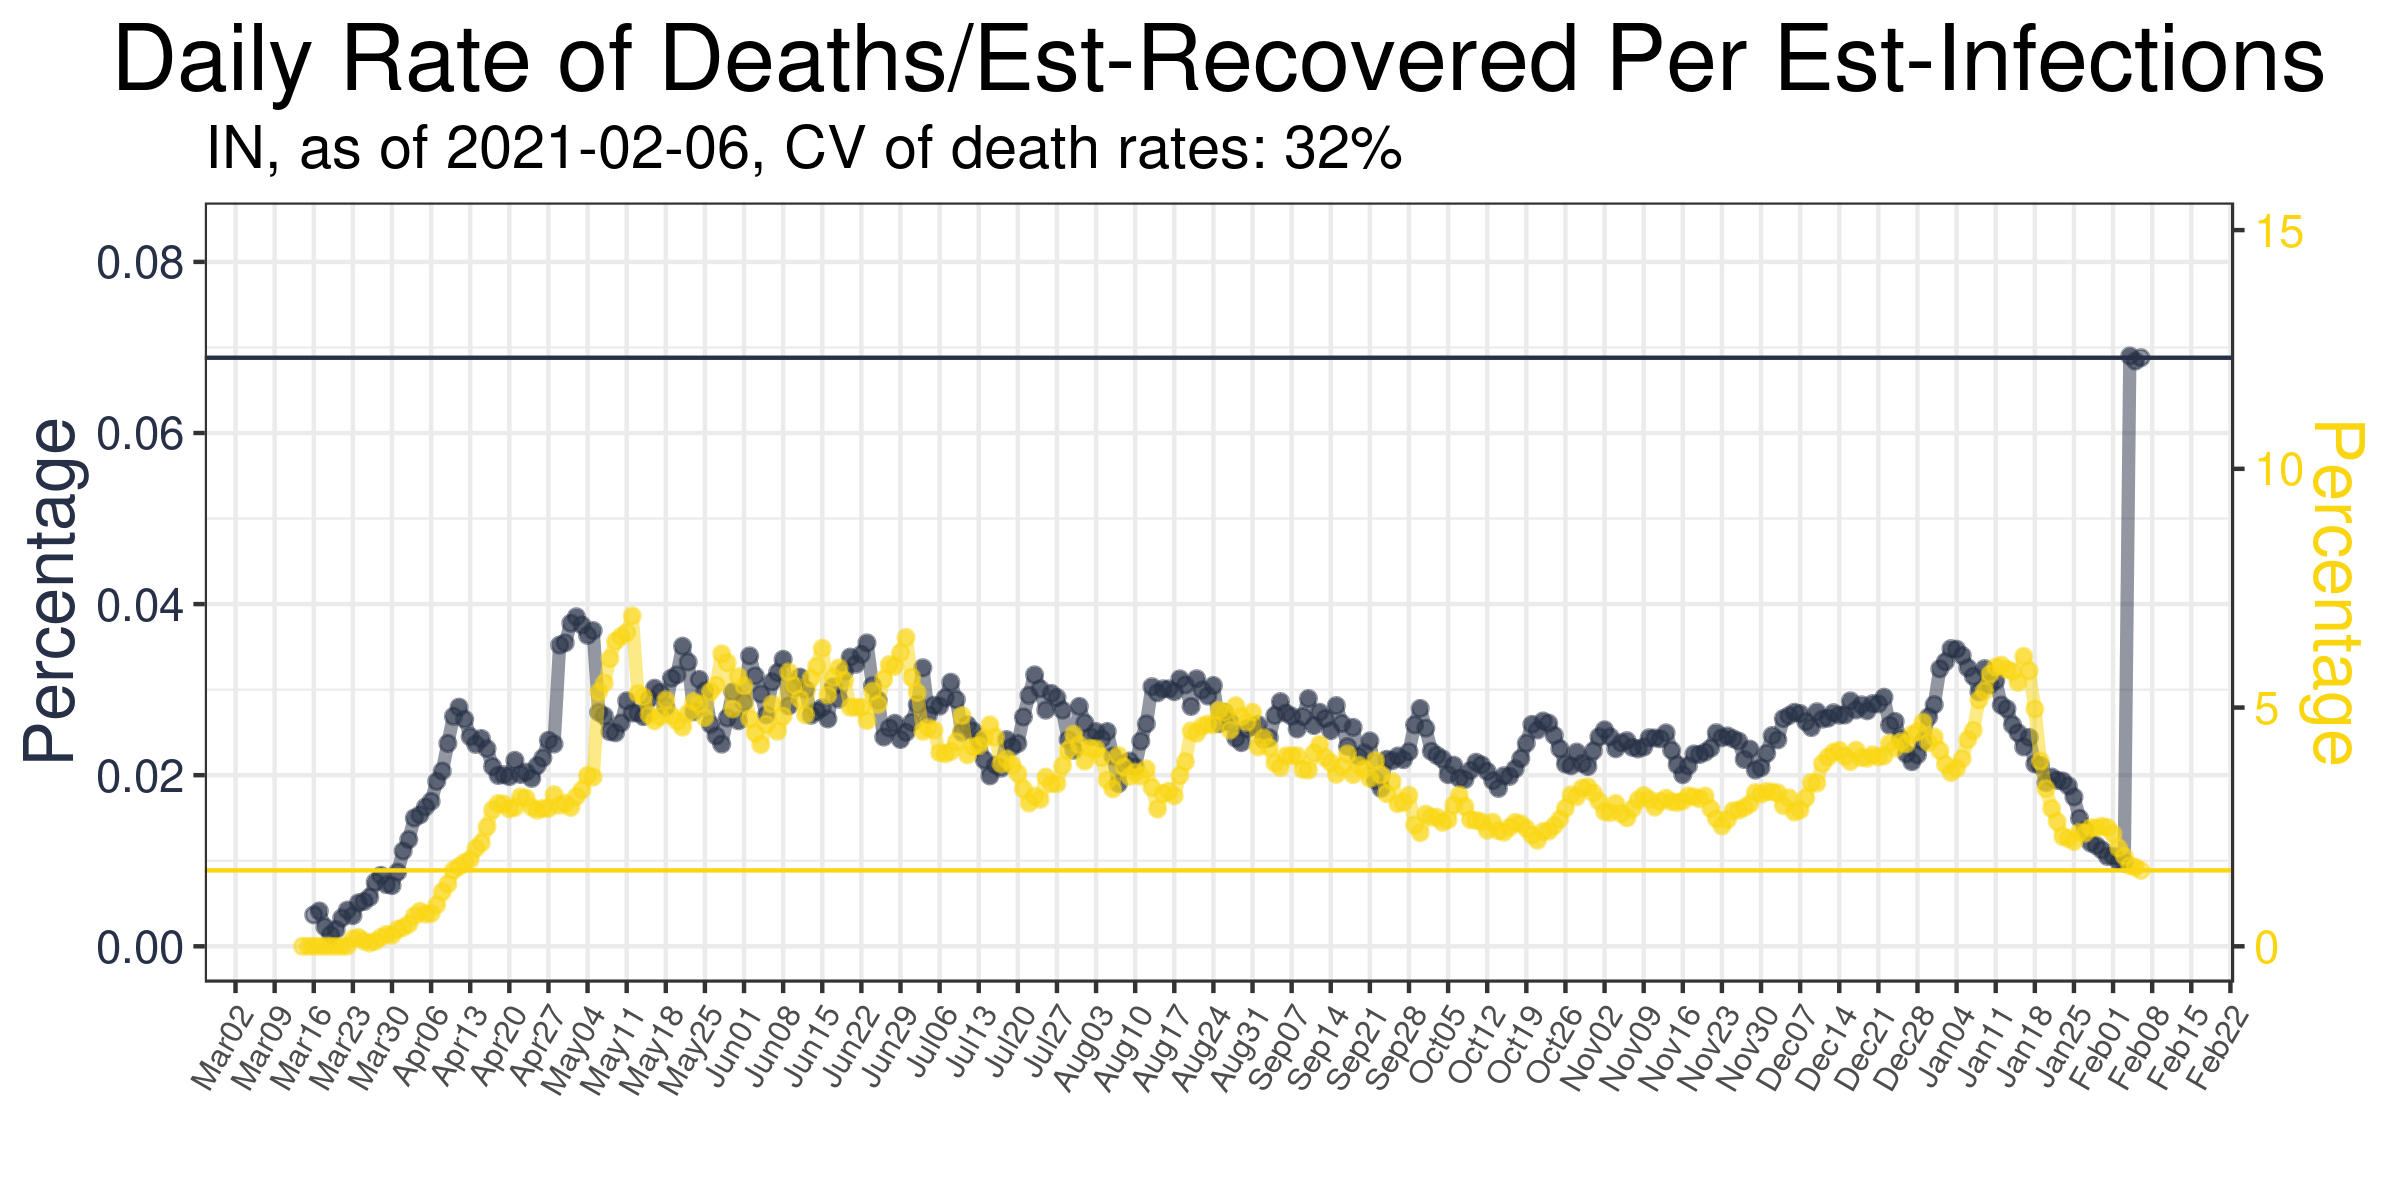 Daily Rate of Deaths/Est-Recovered Per Est-Infections
IN, as of 2021-02-06, CV of death rates: 32%
Percentage
0.08
0.06
0.04
0.02
0.00
15
10
5
0
Percentage
Mar02
Mar09
Mar16
Mar23
Mar30
Apr06
Apr13
Apr20
Apr27
May04
May11
May18
May25
Jun01
Jun08
Jun15
Jun22
Jun29
Jul06
Jul13
Jul20
Jul27
Aug03
Aug10
Aug17
Aug24
Aug31
Sep07
Sep14
Sep21
Sep28
Oct05
Oct12
Oct19
Oct26
Nov02
Nov09
Nov16
Nov23
Nov30
Dec07
Dec14
Dec21
Dec28
Jan04
Jan11
Jan18
Jan25
Feb01
Feb08
Feb15
Feb22